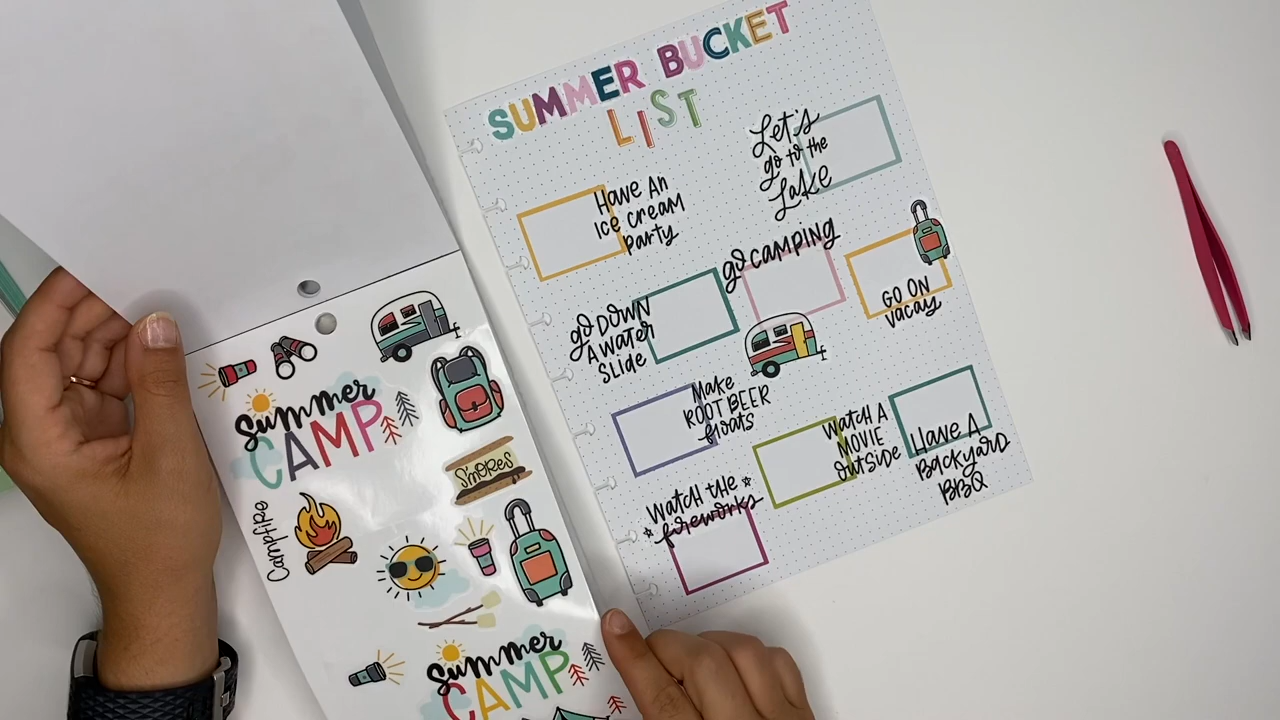 SUMMER BUCKET
LIST
Let's
go to the
Lake
Have An
Ice cream
party
go camping
GO ON
vacay
go DOWN
A WATER
Slide
Make
ROOT BEER
floats
WATCH A
MOVIE
OUTSIDE
HAVE A
BACKYARD
BBQ
WATCH the
fireworks
Summer
CAMP
S'MORES
Campfire
Summer
CAMP